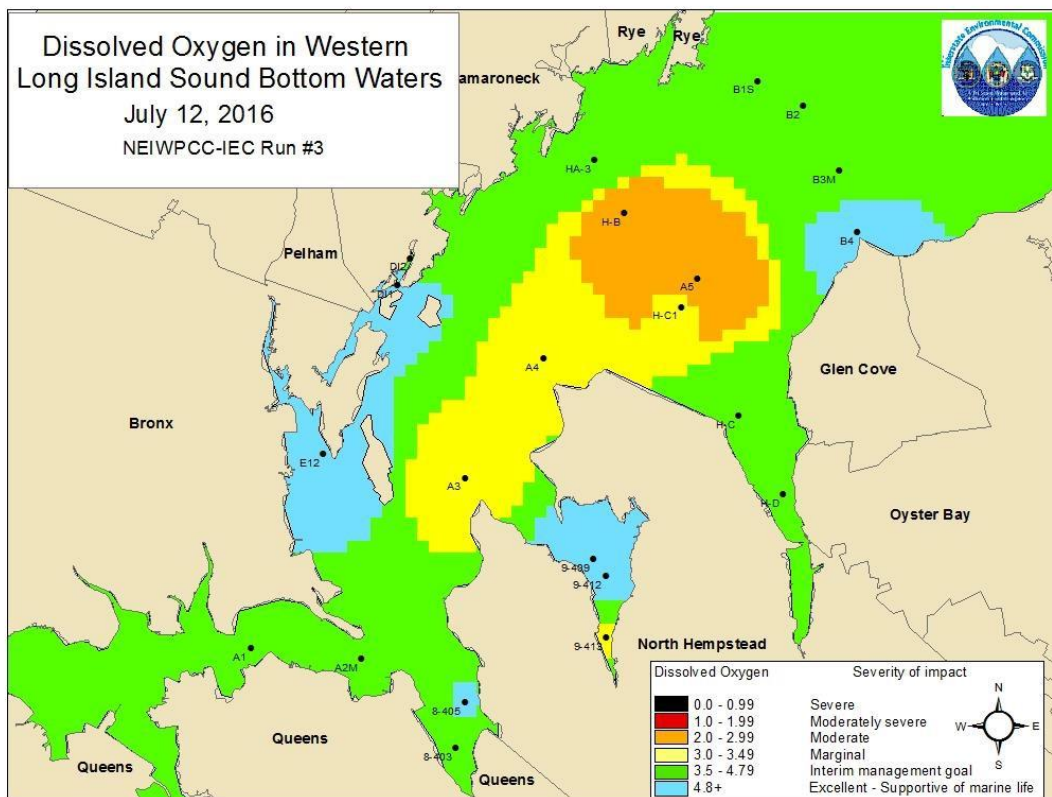 Dissolved Oxygen in Western
Long Island Sound Bottom Waters
July 12, 2016
NEIWPCC-IEC Run #3
Rye
Rye
amaroneck
Interstate Environmental Commission
B1S
B2
HA-3
B3M
H-B
B4
Pelham
DI2
A5
DI1
H-C1
A4
Glen Cove
H-C
Bronx
E12
A3
H-D
Oyster Bay
9-409
9-412
9-413
North Hempstead
A1
A2M
8-405
Queens
8-403
Queens
Queens
Dissolved Oxygen Severity of impact
0.0 - 0.99 Severe
1.0 - 1.99 Moderately severe
2.0 - 2.99 Moderate
3.0 - 3.49 Marginal
3.5 - 4.79 Interim management goal
4.8+ Excellent - Supportive of marine life
N
W E
S